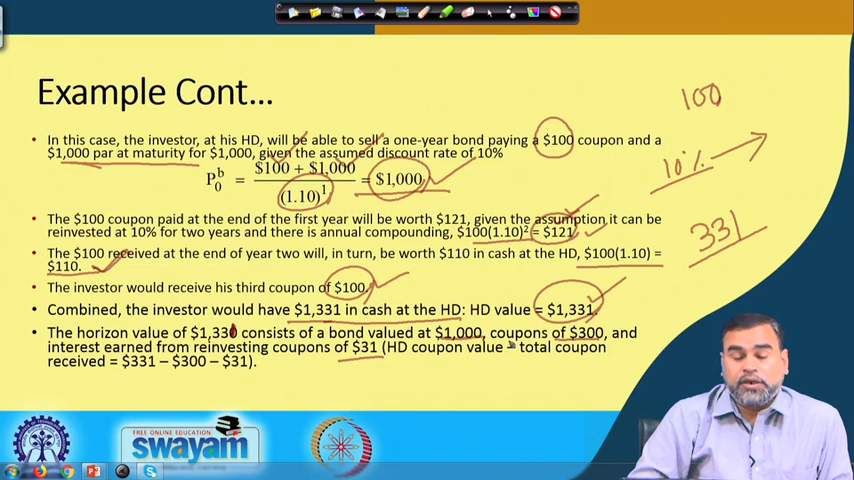 Example Cont...
100
• In this case, the investor, at his HD, will be able to sell a one-year bond paying a $100 coupon and a
$1,000 par at maturity for $1,000, given the assumed discount rate of 10%
10%
P₀ᵇ = ($100 + $1,000) / (1.10)¹ = $1,000
• The $100 coupon paid at the end of the first year will be worth $121, given the assumption it can be
reinvested at 10% for two years and there is annual compounding, $100(1.10)² = $121
331
• The $100 received at the end of year two will, in turn, be worth $110 in cash at the HD, $100(1.10) =
$110.
• The investor would receive his third coupon of $100.
• Combined, the investor would have $1,331 in cash at the HD: HD value = $1,331.
• The horizon value of $1,330 consists of a bond valued at $1,000, coupons of $300, and
interest earned from reinvesting coupons of $31 (HD coupon value – total coupon
received = $331 – $300 – $31).
FREE ONLINE EDUCATION
swayam